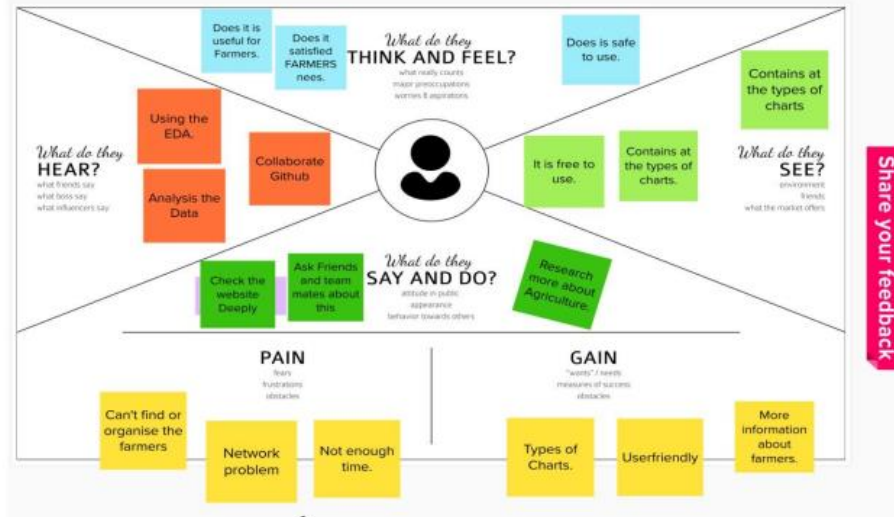 Does it is
useful for
Farmers.
Does it
satisfied
FARMERS
nees.
What do they
THINK AND FEEL?
what really counts
major preoccupations
worries & aspirations
Does is safe
to use.
Contains at
the types of
charts
What do they
HEAR?
what friends say
what boss say
what influencers say
Using the
EDA.
Analysis the
Data
Collaborate
Github
It is free to
use.
Contains at
the types of
charts.
What do they
SEE?
environment
friends
what the market offers
Share your feedback
What do they
SAY AND DO?
attitude in public
appearance
behavior towards others
Check the
website
Deeply
Ask Friends
and team
mates about
this
Research
more about
Agriculture.
PAIN
fears
frustrations
obstacles
Can't find or
organise the
farmers
Network
problem
Not enough
time.
GAIN
"wants" / needs
measures of success
obstacles
Types of
Charts.
Userfriendly
More
information
about
farmers.